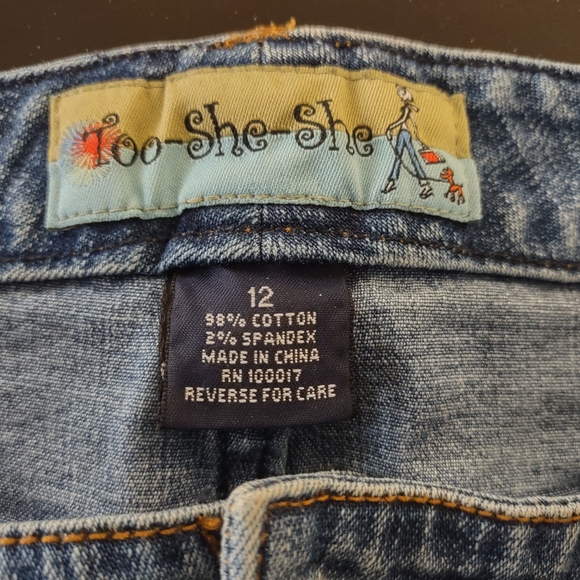 Too-She-She
12
98% COTTON
2% SPANDEX
MADE IN CHINA
RN 100017
REVERSE FOR CARE